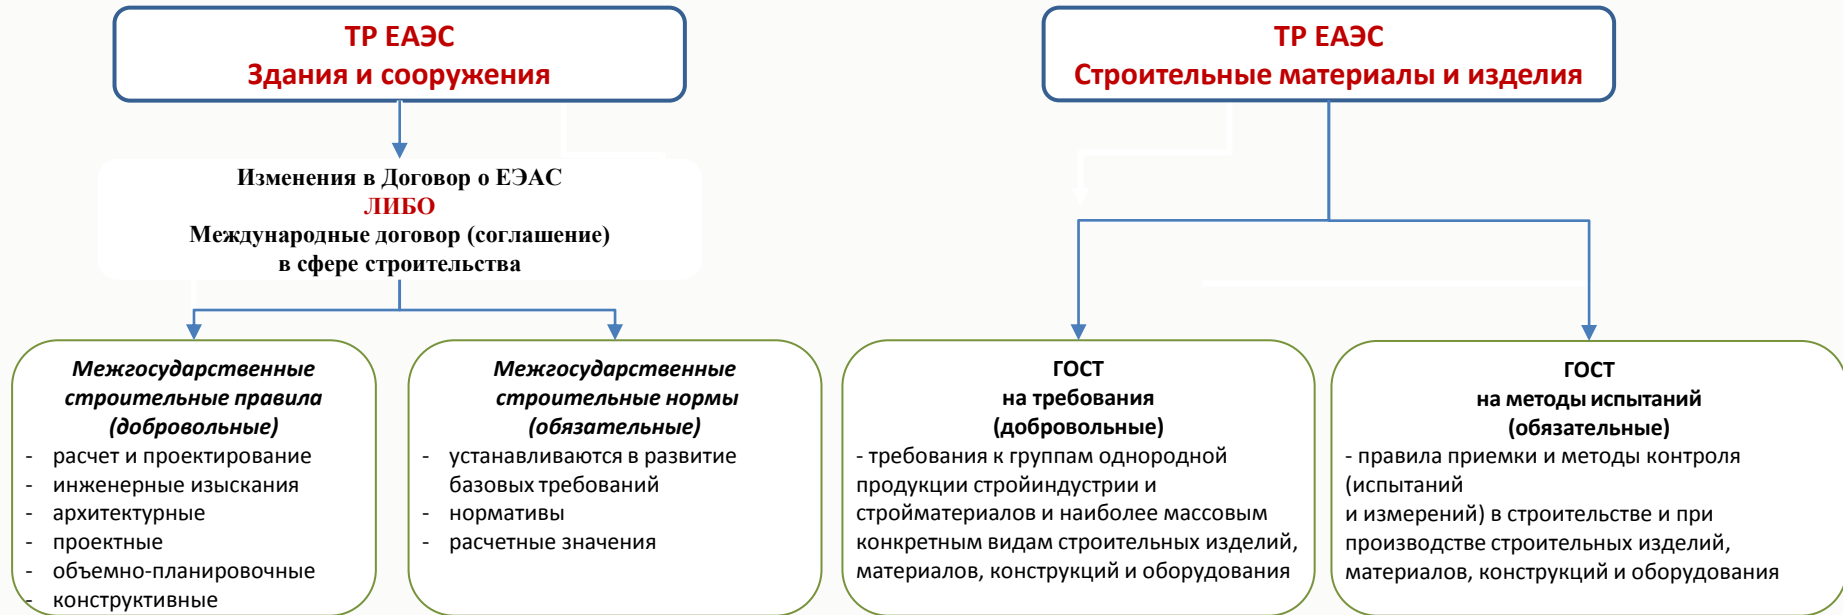 ТР ЕАЭС
Здания и сооружения
Изменения в Договор о ЕЭАС
ЛИБО
Международные договор (соглашение)
в сфере строительства
Межгосударственные
строительные правила
(добровольные)
- расчет и проектирование
- инженерные изыскания
- архитектурные
- проектные
- объемно-планировочные
- конструктивные
Межгосударственные
строительные нормы
(обязательные)
- устанавливаются в развитие
базовых требований
- нормативы
- расчетные значения
ТР ЕАЭС
Строительные материалы и изделия
ГОСТ
на требования
(добровольные)
- требования к группам однородной
продукции стройиндустрии и
стройматериалов и наиболее массовым
конкретным видам строительных изделий,
материалов, конструкций и оборудования
ГОСТ
на методы испытаний
(обязательные)
- правила приемки и методы контроля
(испытаний
и измерений) в строительстве и при
производстве строительных изделий,
материалов, конструкций и оборудования